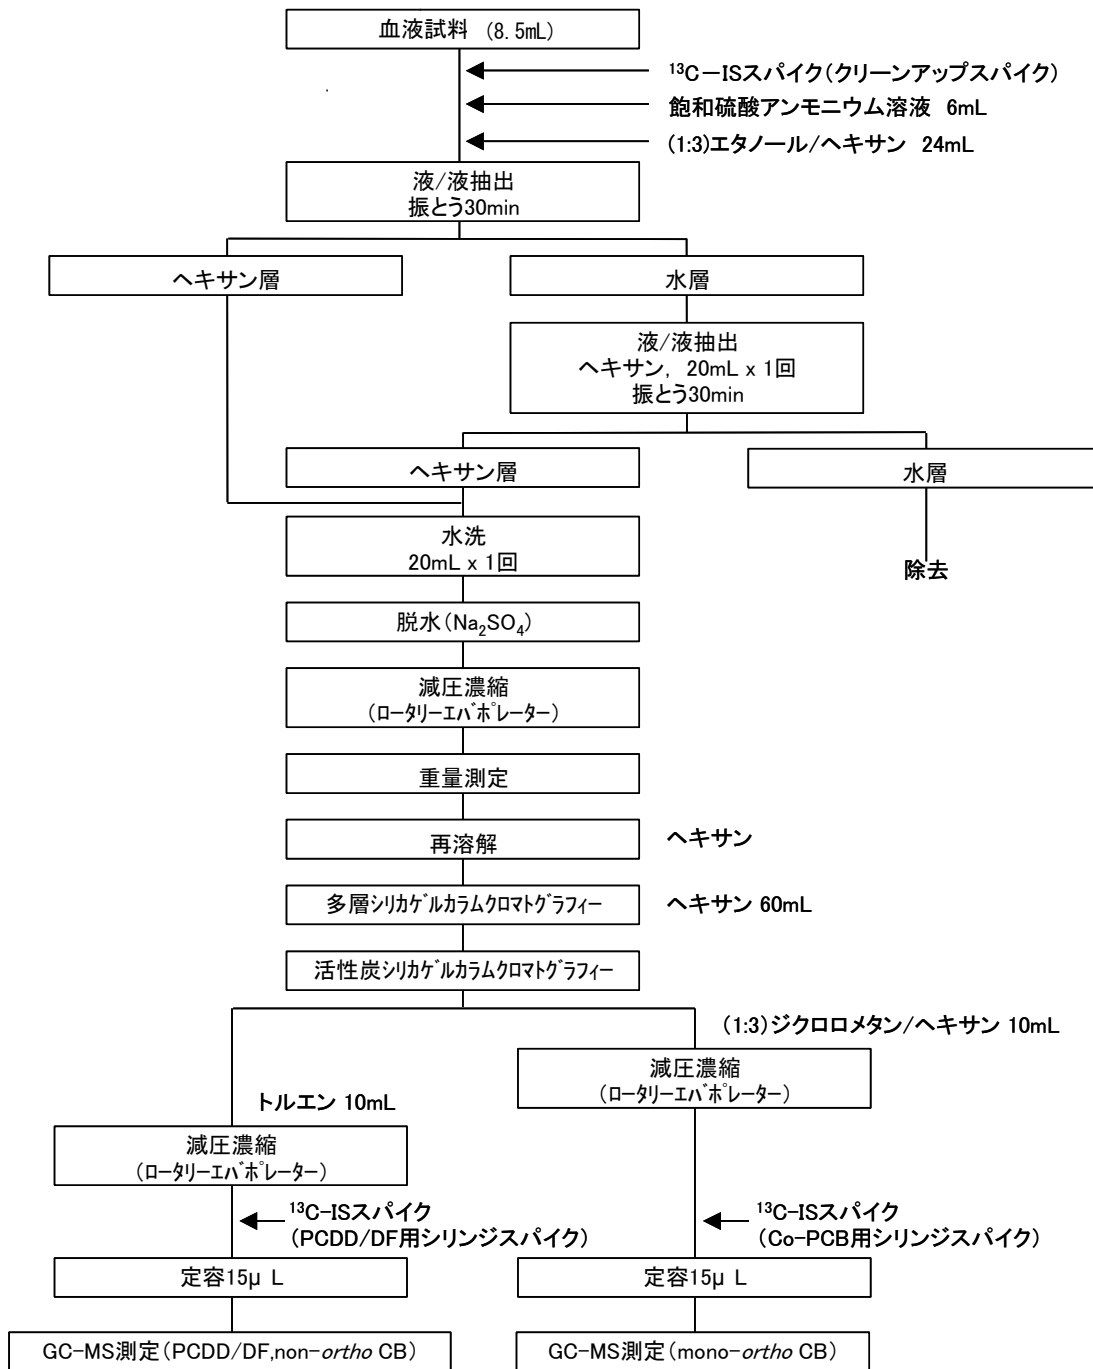 血液試料 (8.5mL)
¹³C－ISスパイク(クリーンアップスパイク)
飽和硫酸アンモニウム溶液 6mL
(1:3)エタノール/ヘキサン 24mL
液/液抽出
振とう30min
ヘキサン層
水層
液/液抽出
ヘキサン, 20mL x 1回
振とう30min
ヘキサン層
水層
水洗
20mL x 1回
除去
脱水(Na₂SO₄)
減圧濃縮
(ﾛｰﾀﾘｰｴﾊﾞﾎﾟﾚｰﾀｰ)
重量測定
再溶解
ヘキサン
多層ｼﾘｶｹﾞﾙｶﾗﾑｸﾛﾏﾄｸﾞﾗﾌｨｰ
ヘキサン 60mL
活性炭ｼﾘｶｹﾞﾙｶﾗﾑｸﾛﾏﾄｸﾞﾗﾌｨｰ
(1:3)ジクロロメタン/ヘキサン 10mL
減圧濃縮
(ﾛｰﾀﾘｰｴﾊﾞﾎﾟﾚｰﾀｰ)
トルエン 10mL
減圧濃縮
(ﾛｰﾀﾘｰｴﾊﾞﾎﾟﾚｰﾀｰ)
¹³C-ISスパイク
(PCDD/DF用シリンジスパイク)
¹³C-ISスパイク
(Co-PCB用シリンジスパイク)
定容15μ L
定容15μ L
GC-MS測定(PCDD/DF,non-ortho CB)
GC-MS測定(mono-ortho CB)